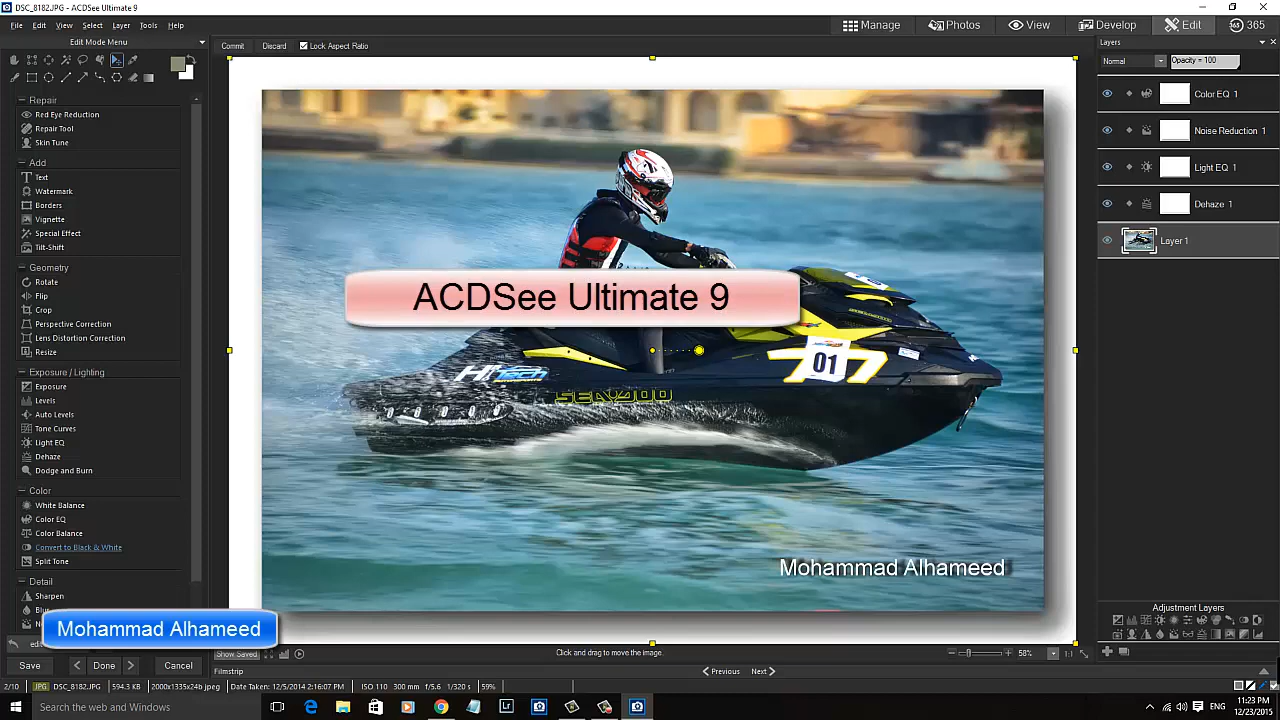 DSC_8182.JPG - ACDSee Ultimate 9
File Edit View Select Layer Tools Help
Manage Photos View Develop Edit 365
Edit Mode Menu
Commit Discard Lock Aspect Ratio
Layers
Normal Opacity = 100
Repair
Red Eye Reduction
Repair Tool
Skin Tune
Add
Text
Watermark
Borders
Vignette
Special Effect
Tilt-Shift
Geometry
Rotate
Flip
Crop
Perspective Correction
Lens Distortion Correction
Resize
Exposure / Lighting
Exposure
Levels
Auto Levels
Tone Curves
Light EQ
Dehaze
Dodge and Burn
Color
White Balance
Color EQ
Color Balance
Convert to Black & White
Split Tone
Detail
Sharpen
Blur
Color EQ 1
Noise Reduction 1
Light EQ 1
Dehaze 1
Layer 1
ACDSee Ultimate 9
01
77
HiTech
SEA-DOO
Mohammad Alhameed
Mohammad Alhameed
Adjustment Layers
Save Done Cancel
Show Saved
Click and drag to move the image.
58% 1:1
Filmstrip
Previous Next
2/10 JPG DSC_8182.JPG 594.3 KB 2000x1335x24b jpeg Date Taken: 12/5/2014 2:16:07 PM ISO 110 300 mm f/5.6 1/320 s 59%
Search the web and Windows
Lr
ENG
11:23 PM
12/23/2015